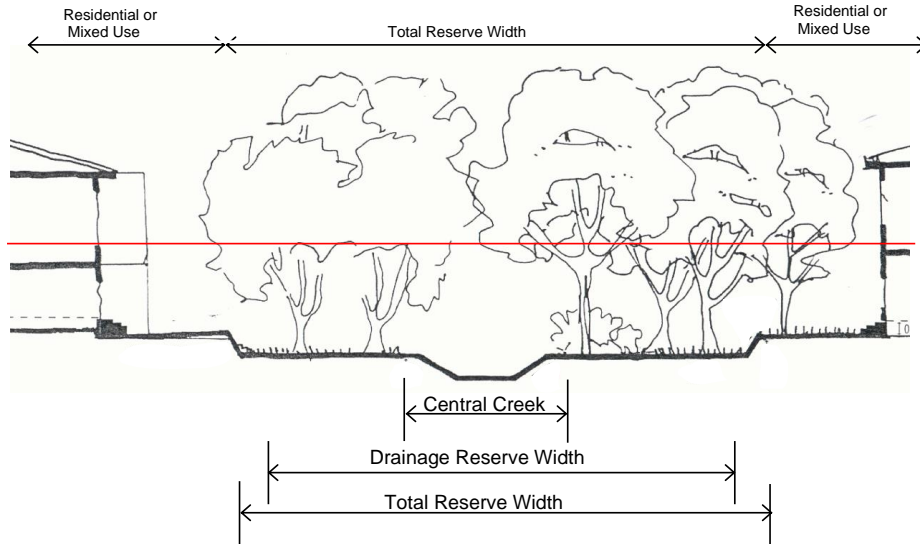 Residential or
Mixed Use
Total Reserve Width
Residential or
Mixed Use
Central Creek
Drainage Reserve Width
Total Reserve Width